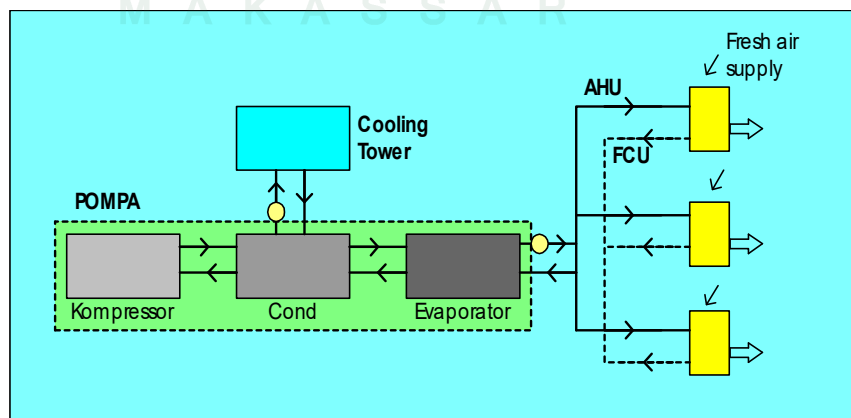 M A K A S S A R
Fresh air
supply
AHU
Cooling
Tower
FCU
POMPA
Kompressor
Cond
Evaporator